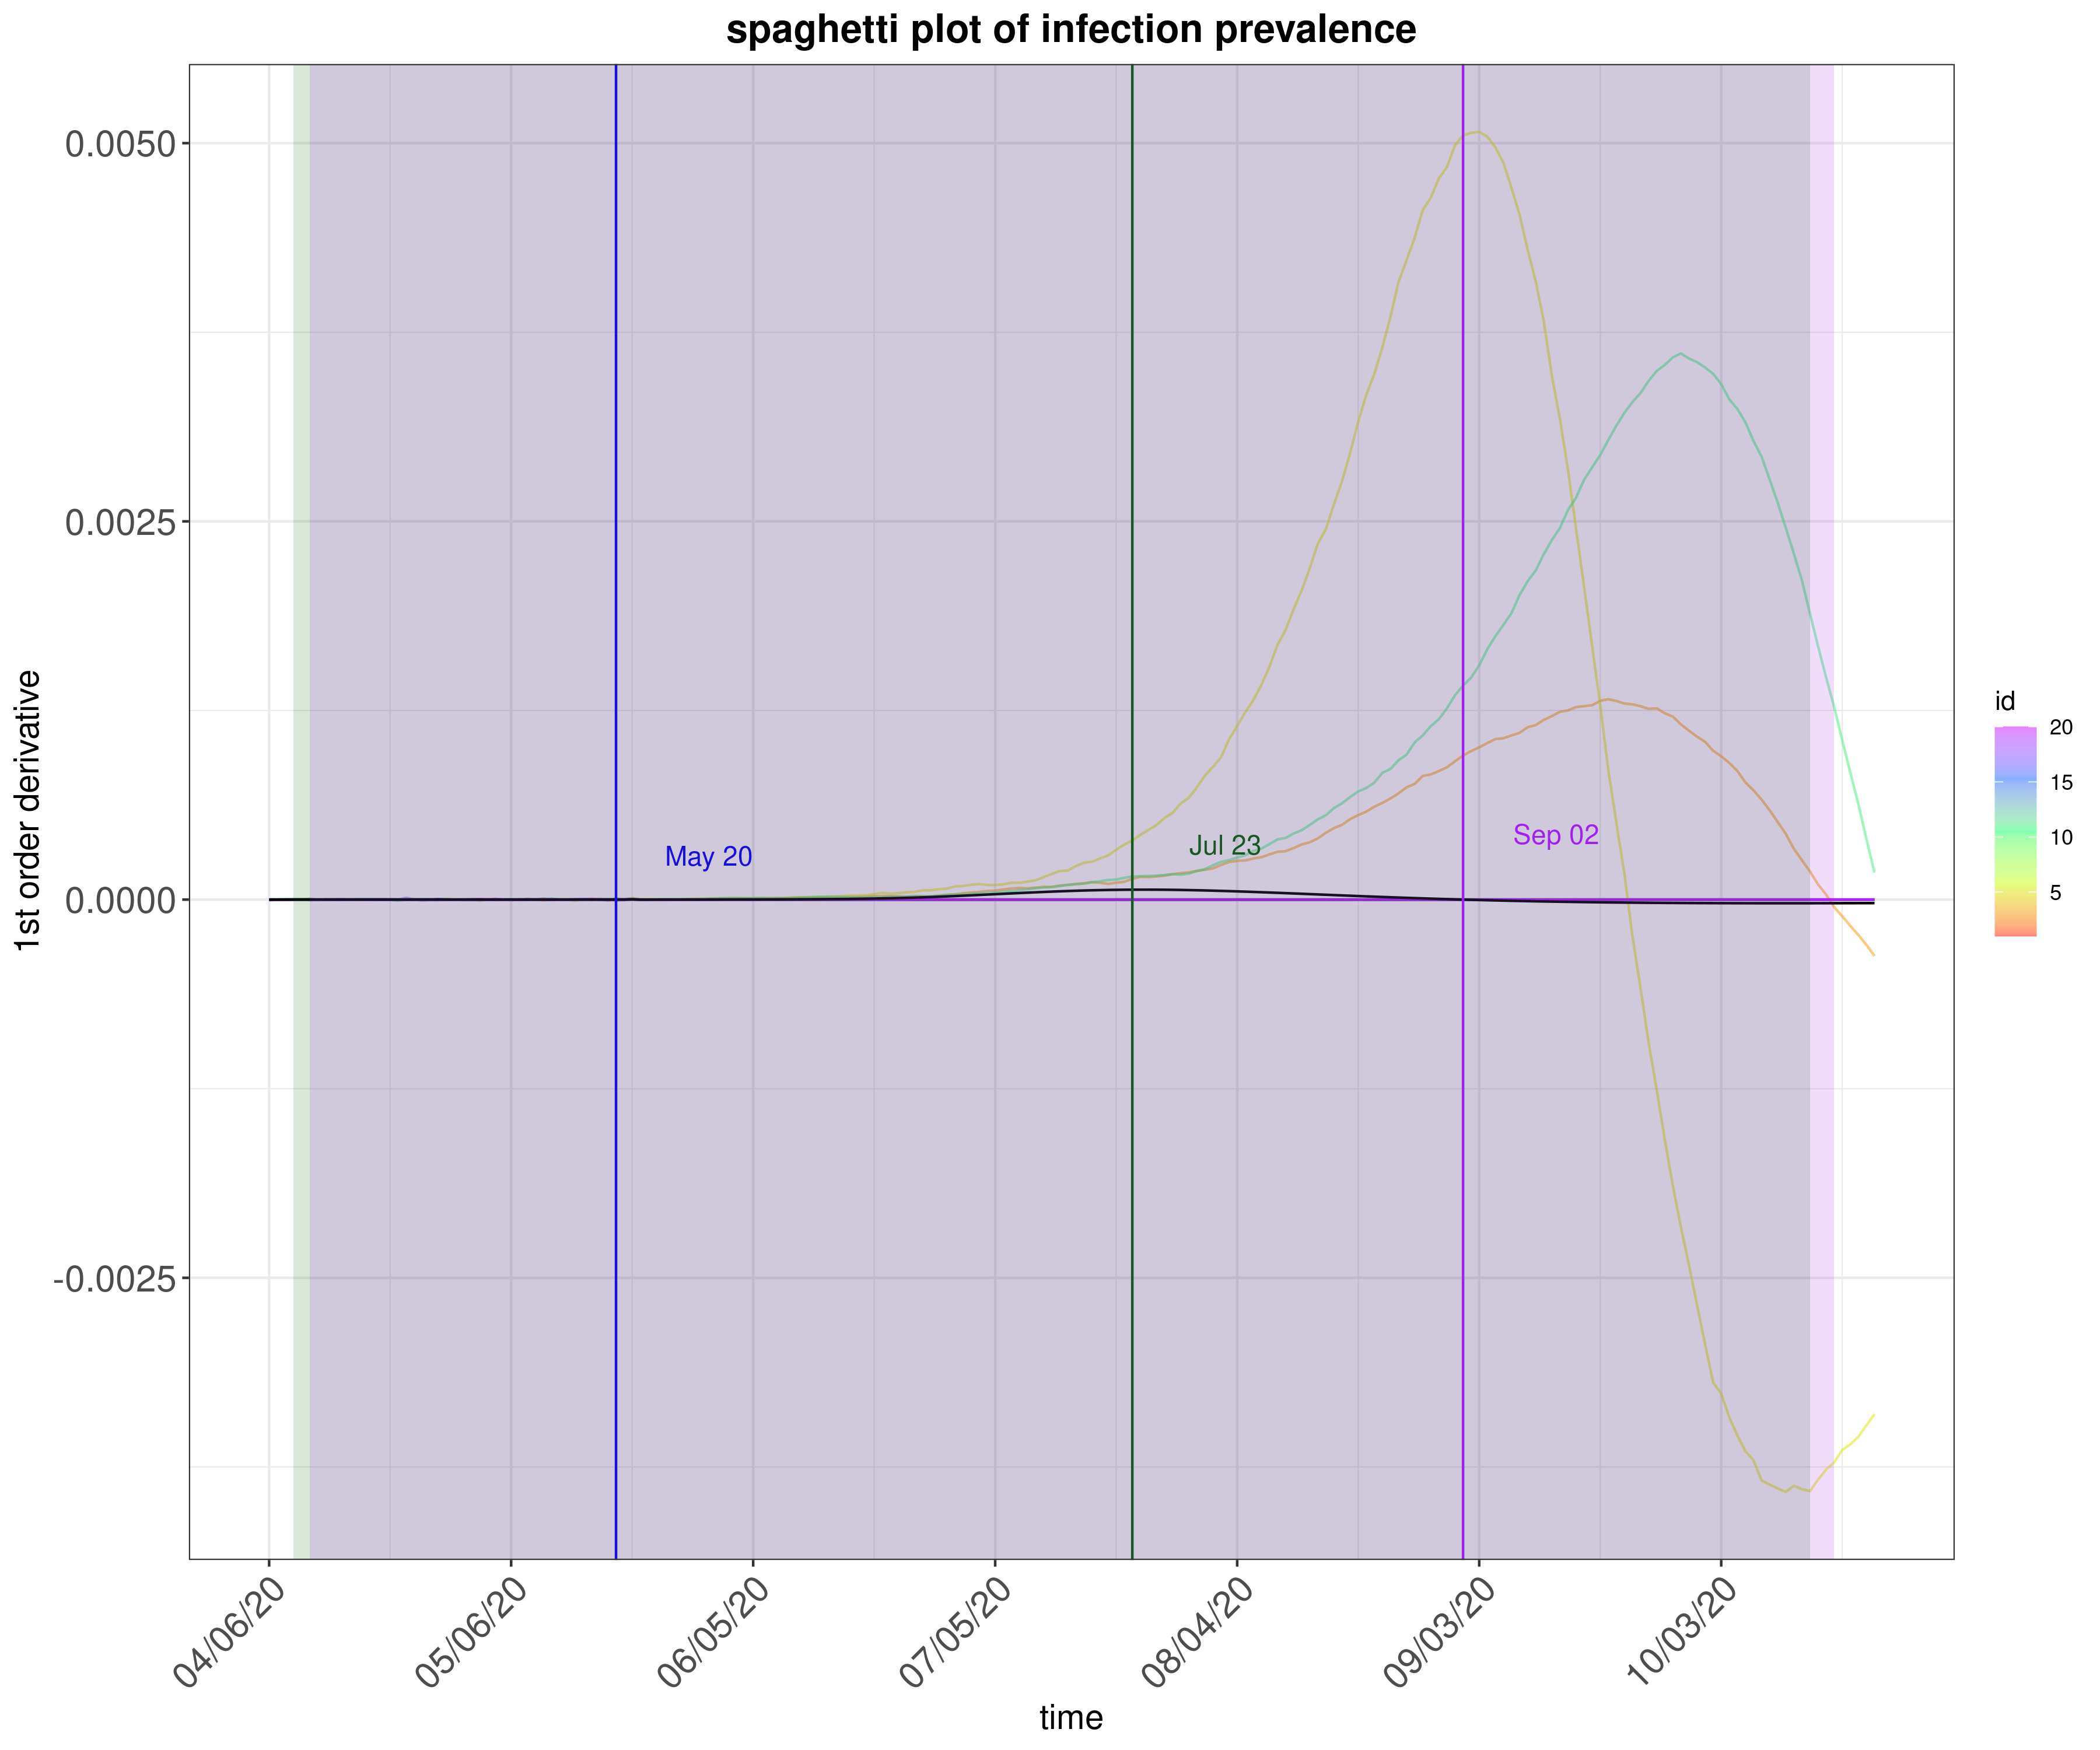 spaghetti plot of infection prevalence
1st order derivative
0.0050
0.0025
0.0000
-0.0025
May 20
Jul 23
Sep 02
04/06/20
05/06/20
06/05/20
07/05/20
08/04/20
09/03/20
10/03/20
time
id
20
15
10
5